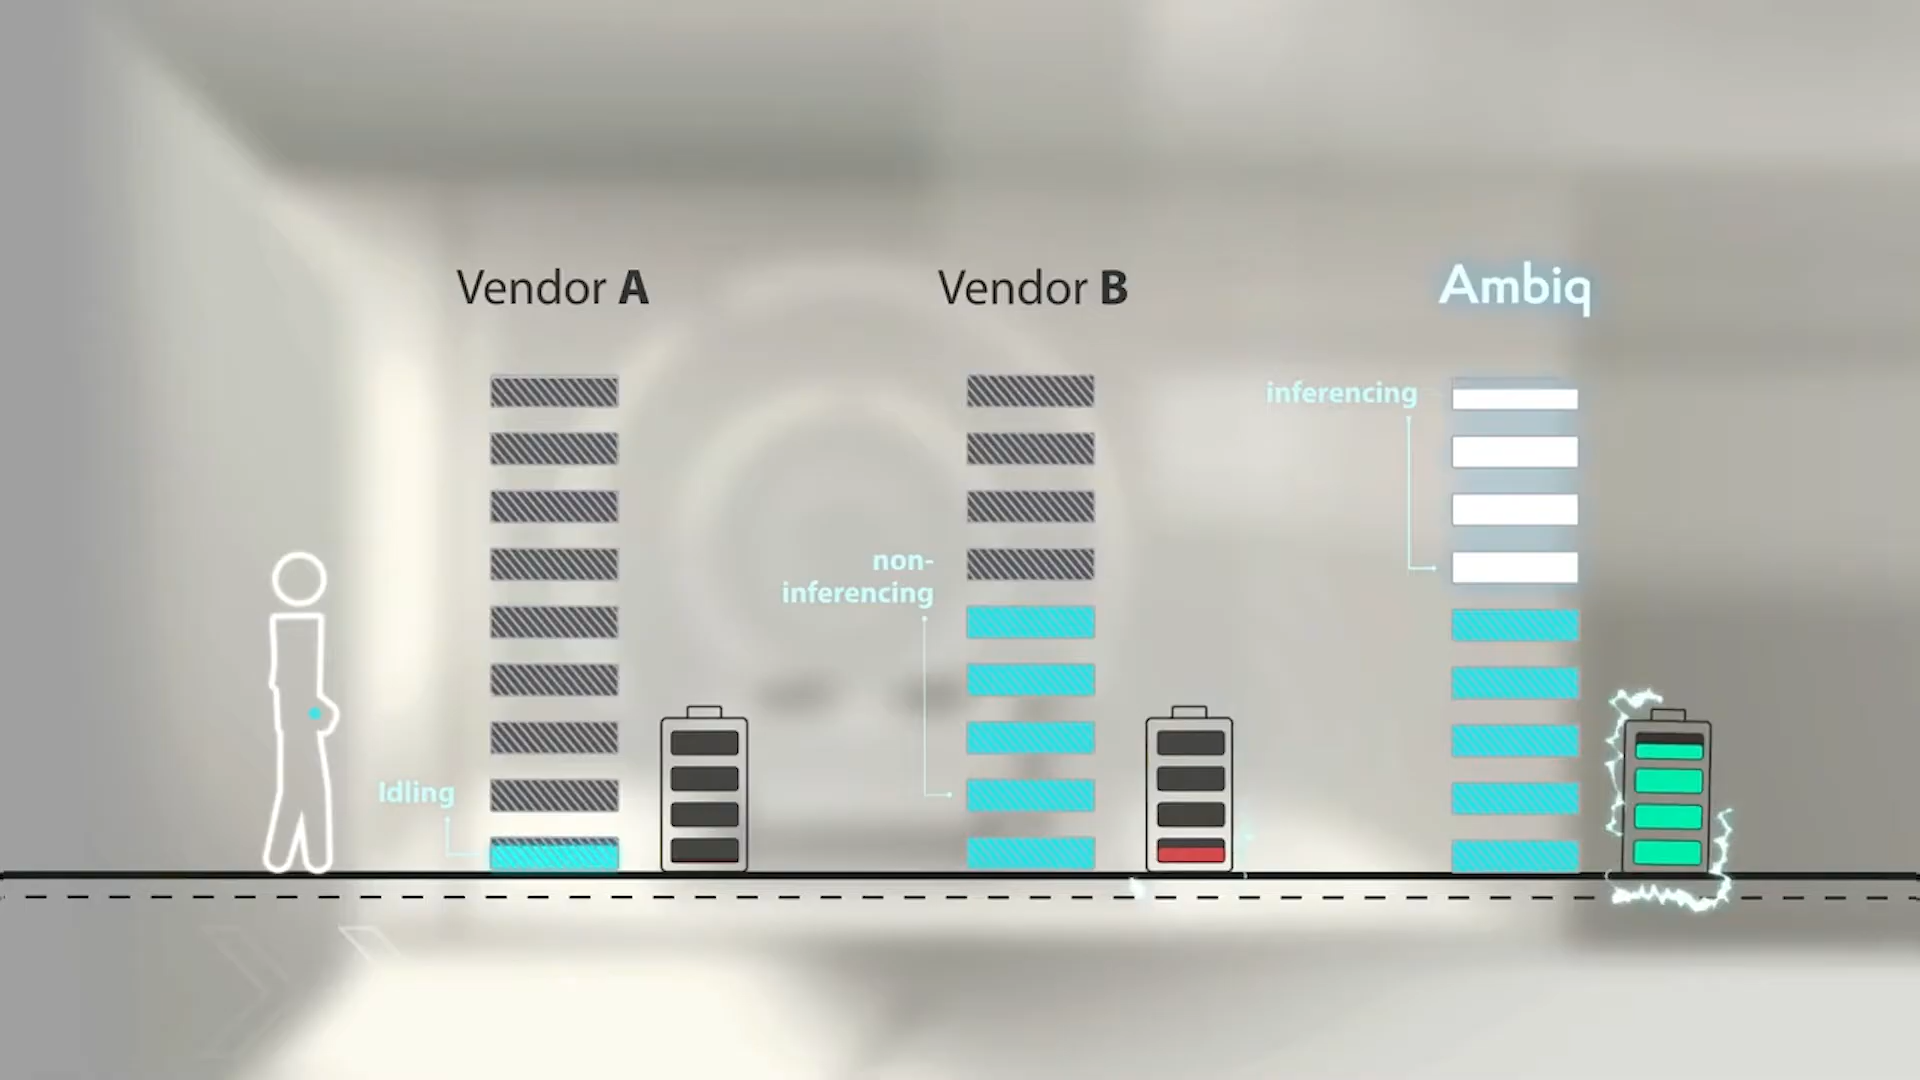 Vendor A
Vendor B
Ambiq
inferencing
non-
inferencing
Idling